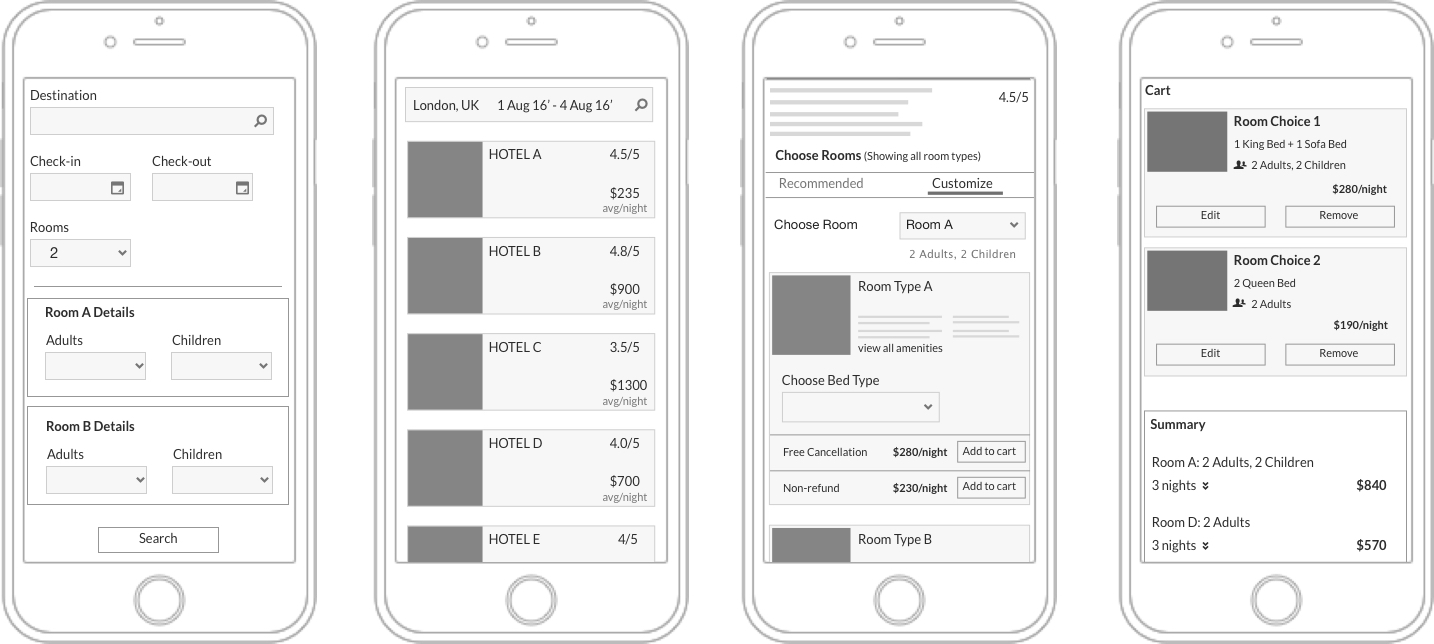 Destination
Check-in Check-out
Rooms
2
Room A Details
Adults Children
Room B Details
Adults Children
Search
London, UK 1 Aug 16’ - 4 Aug 16’
HOTEL A 4.5/5
$235
avg/night
HOTEL B 4.8/5
$900
avg/night
HOTEL C 3.5/5
$1300
avg/night
HOTEL D 4.0/5
$700
avg/night
HOTEL E 4/5
4.5/5
Choose Rooms (Showing all room types)
Recommended Customize
Choose Room Room A
2 Adults, 2 Children
Room Type A
view all amenities
Choose Bed Type
Free Cancellation $280/night Add to cart
Non-refund $230/night Add to cart
Room Type B
Cart
Room Choice 1
1 King Bed + 1 Sofa Bed
2 Adults, 2 Children
$280/night
Edit Remove
Room Choice 2
2 Queen Bed
2 Adults
$190/night
Edit Remove
Summary
Room A: 2 Adults, 2 Children
3 nights $840
Room D: 2 Adults
3 nights $570